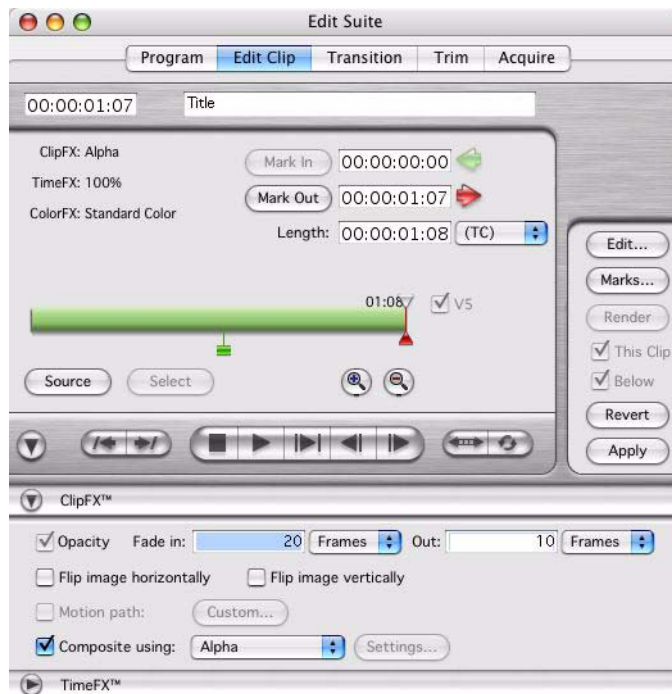 Edit Suite
Program Edit Clip Transition Trim Acquire
00:00:01:07 Title
ClipFX: Alpha
TimeFX: 100%
ColorFX: Standard Color
Mark In 00:00:00:00
Mark Out 00:00:01:07
Length: 00:00:01:08 (TC)
01:08 V5
Source Select
Edit...
Marks...
Render
This Clip
Below
Revert
Apply
ClipFX™
Opacity Fade in: 20 Frames Out: 10 Frames
Flip image horizontally Flip image vertically
Motion path: Custom...
Composite using: Alpha Settings...
TimeFX™